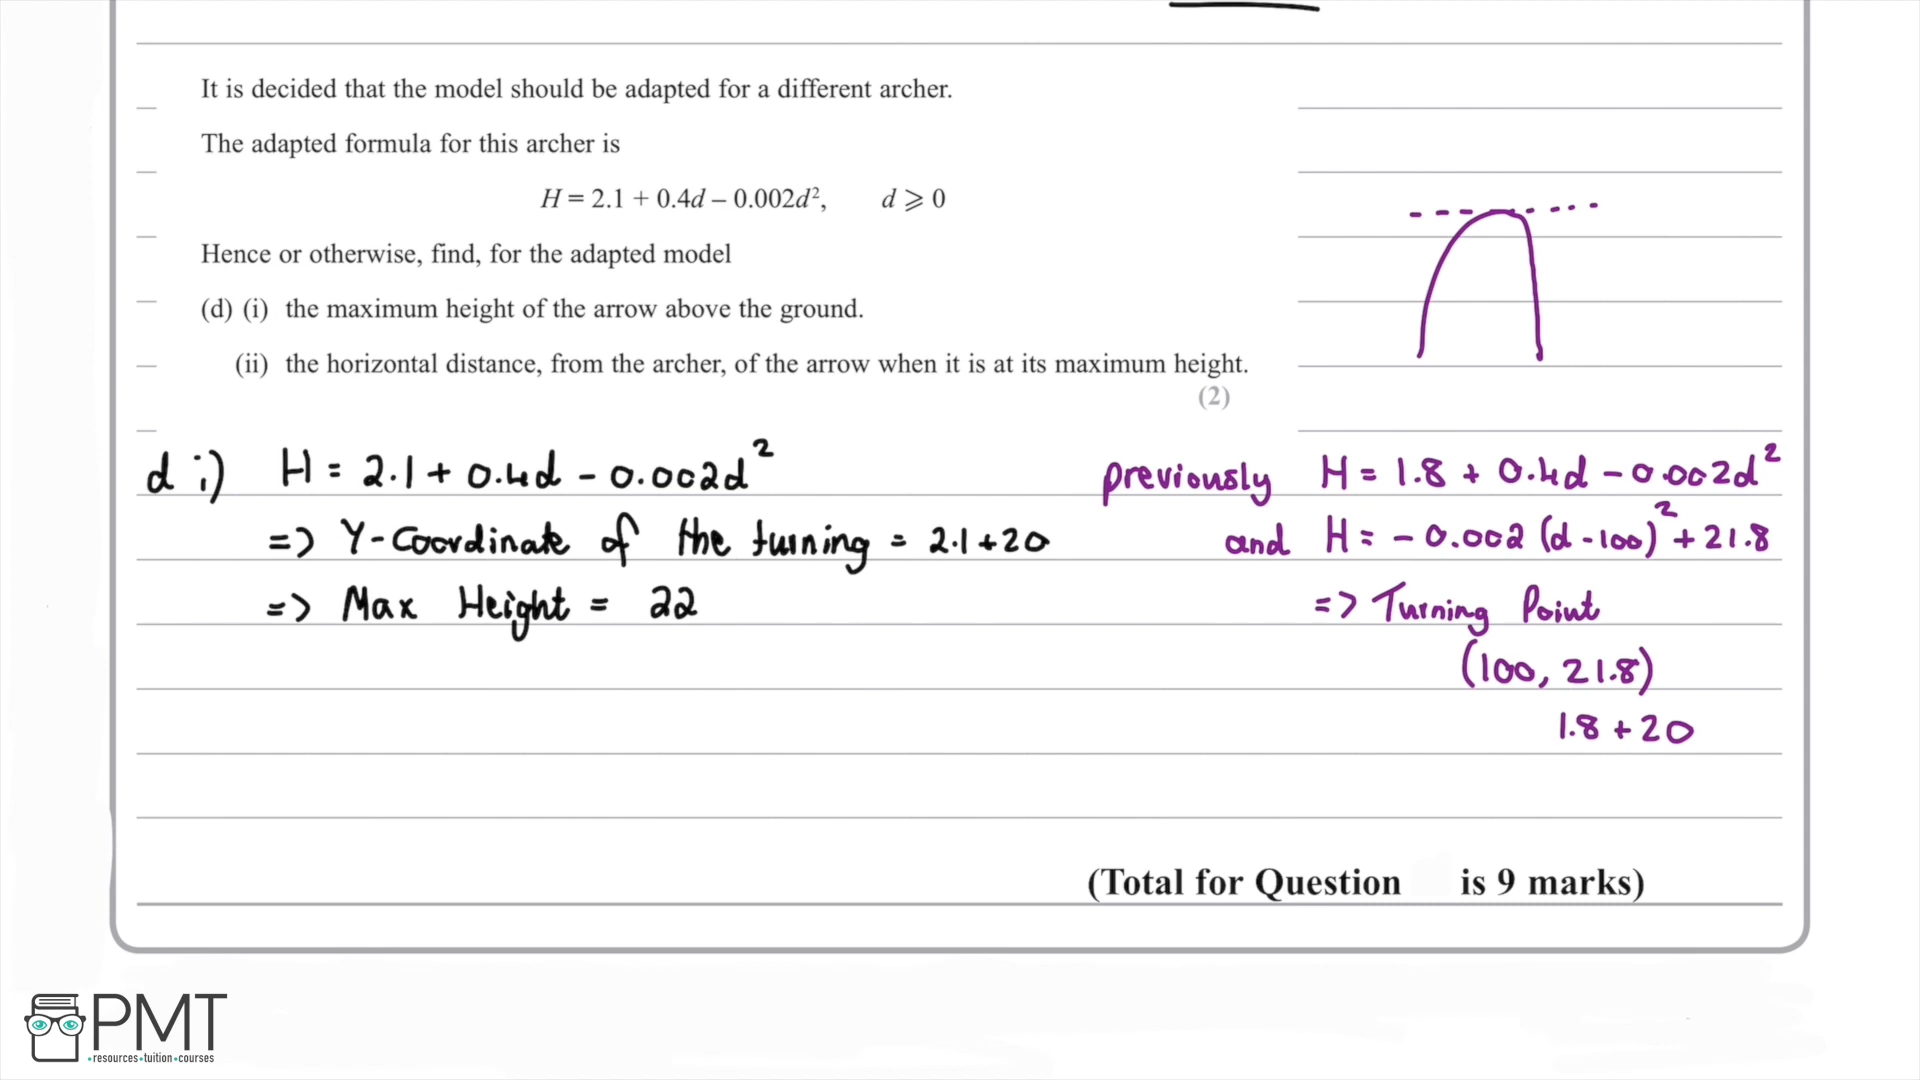 It is decided that the model should be adapted for a different archer.
The adapted formula for this archer is
H = 2.1 + 0.4d – 0.002d², d ⩾ 0
Hence or otherwise, find, for the adapted model
(d) (i) the maximum height of the arrow above the ground.
(ii) the horizontal distance, from the archer, of the arrow when it is at its maximum height.
(2)
d i) H = 2.1 + 0.4d - 0.002d²
=> Y-Coordinate of the turning = 2.1 + 20
=> Max Height = 22
previously H = 1.8 + 0.4d - 0.002d²
and H = - 0.002 (d - 100)² + 21.8
=> Turning Point
(100, 21.8)
1.8 + 20
(Total for Question is 9 marks)
PMT
•resources•tuition•courses